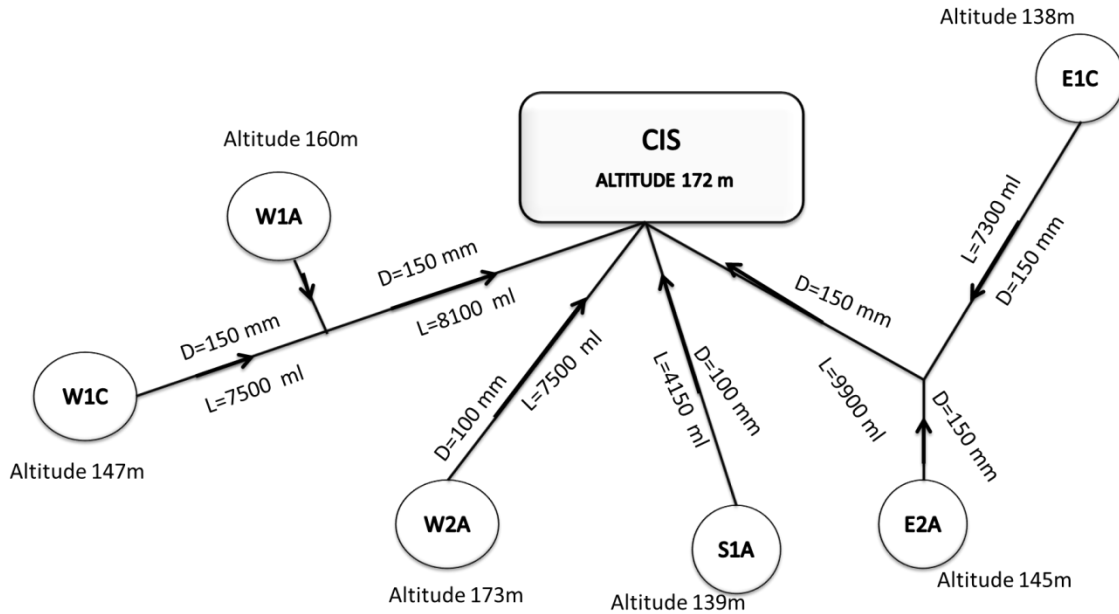 Altitude 138m
E1C
CIS
ALTITUDE 172 m
Altitude 160m
W1A
D=150 mm
L=8100 ml
D=150 mm
L=7500 ml
W1C
Altitude 147m
D=100 mm
L=7500 ml
W2A
Altitude 173m
L=4150 ml
D=100 mm
S1A
Altitude 139m
D=150 mm
L=9900 ml
L=7300 ml
D=150 mm
D=150 mm
E2A
Altitude 145m